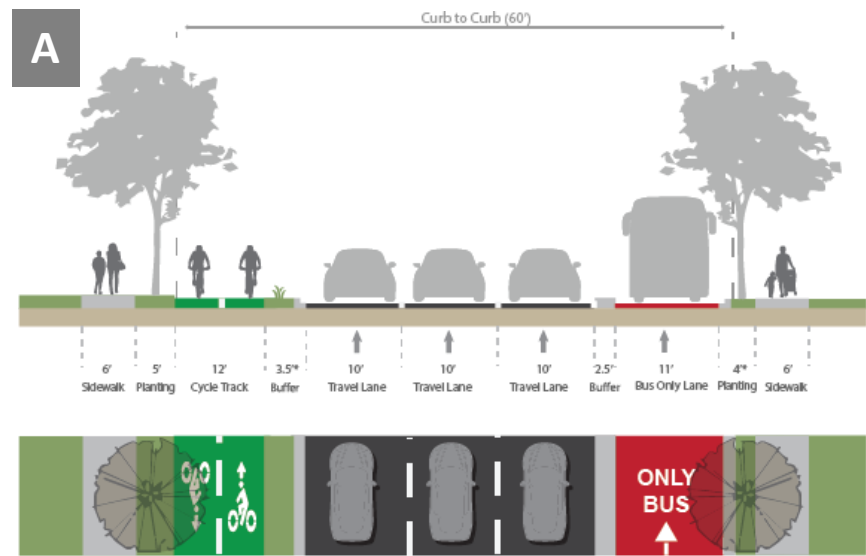 A
Curb to Curb (60')
6'
Sidewalk
5'
Planting
12'
Cycle Track
3.5'*
Buffer
10'
Travel Lane
10'
Travel Lane
10'
Travel Lane
2.5'
Buffer
11'
Bus Only Lane
4'*
Planting
6'
Sidewalk
ONLY
BUS